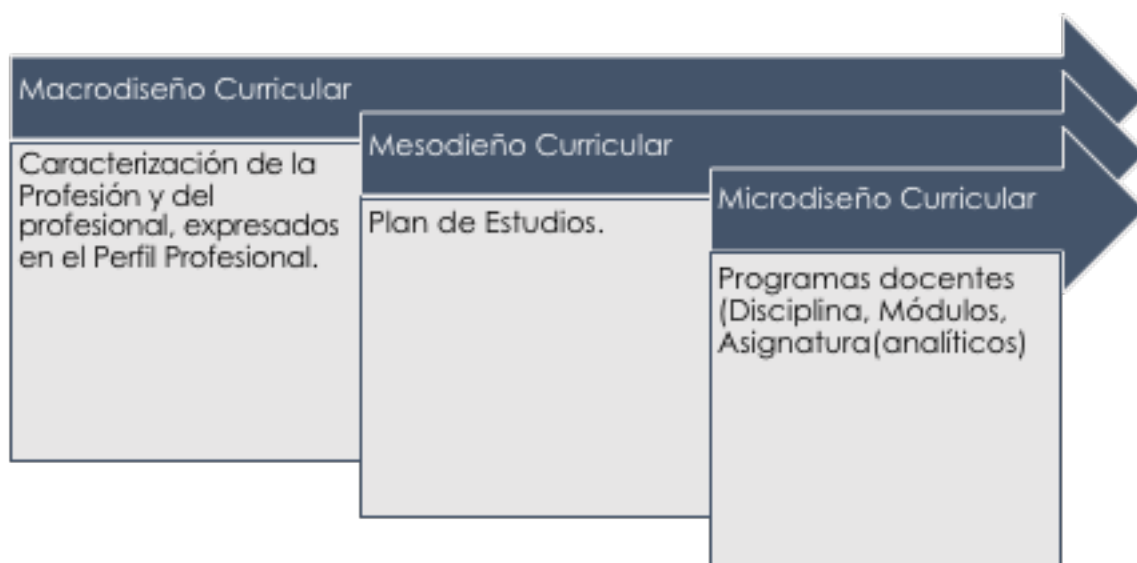 Macrodiseño Curricular
Caracterización de la
Profesión y del
profesional, expresados
en el Perfil Profesional.
Mesodieño Curricular
Plan de Estudios.
Microdiseño Curricular
Programas docentes
(Disciplina, Módulos,
Asignatura(analíticos)